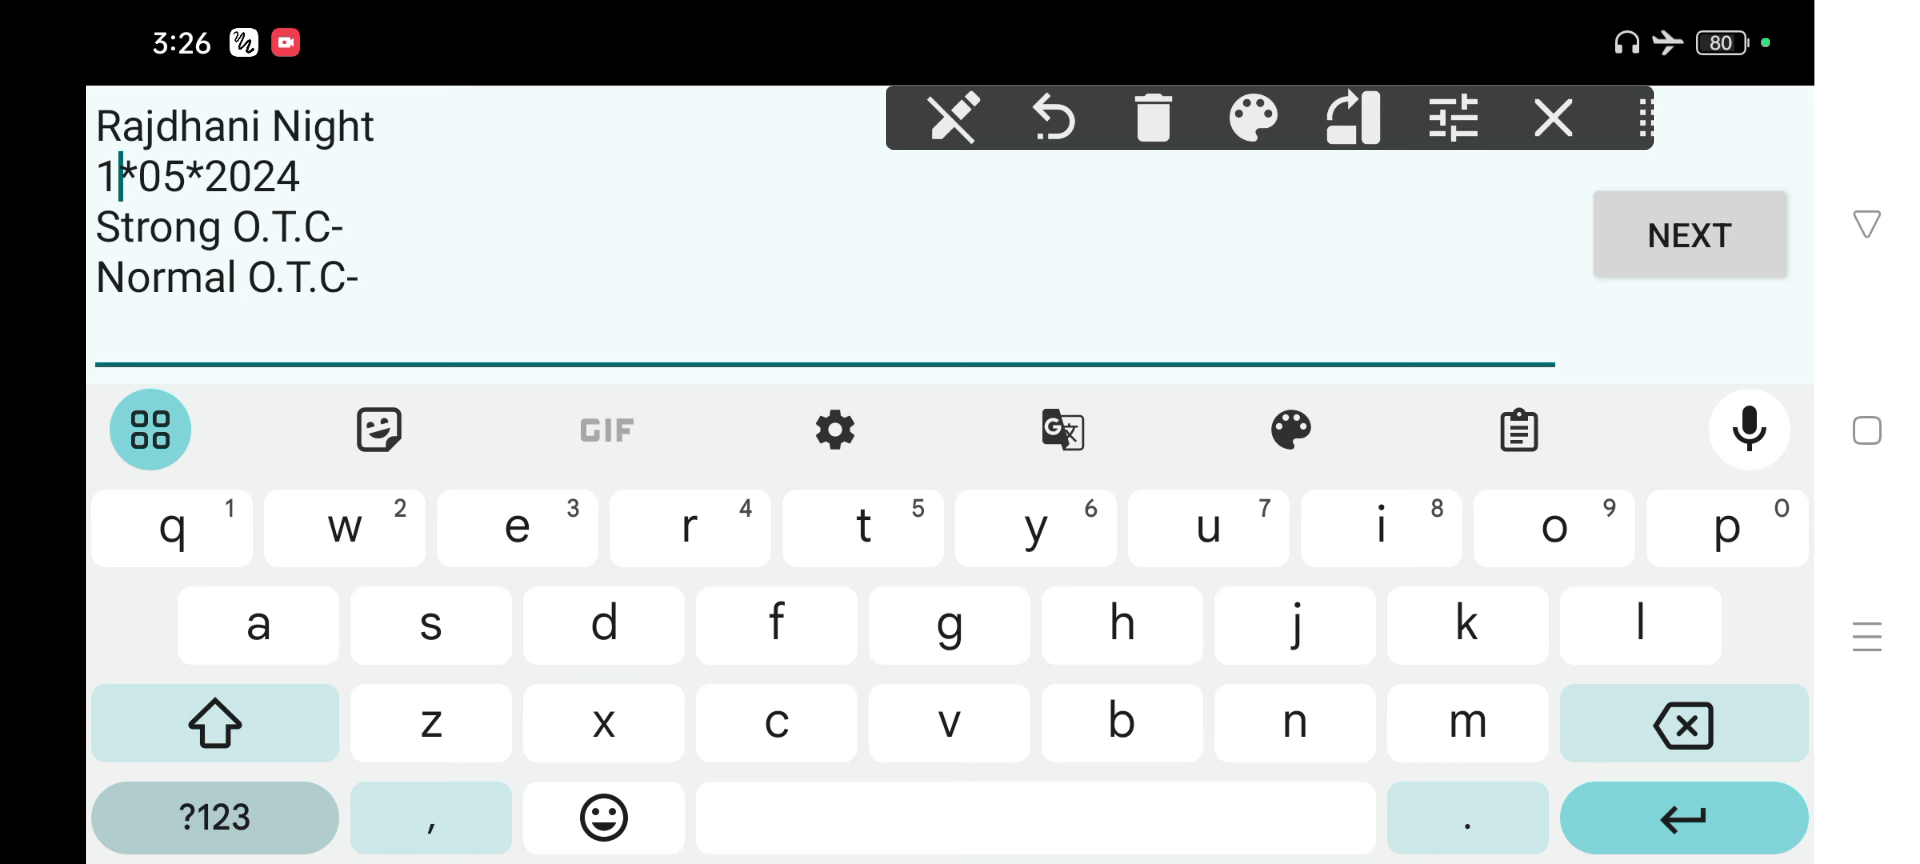 3:26
80
Rajdhani Night
1*05*2024
Strong O.T.C-
Normal O.T.C-
NEXT
GIF
q 1 w 2 e 3 r 4 t 5 y 6 u 7 i 8 o 9 p 0
a s d f g h j k l
z x c v b n m
?123 , .